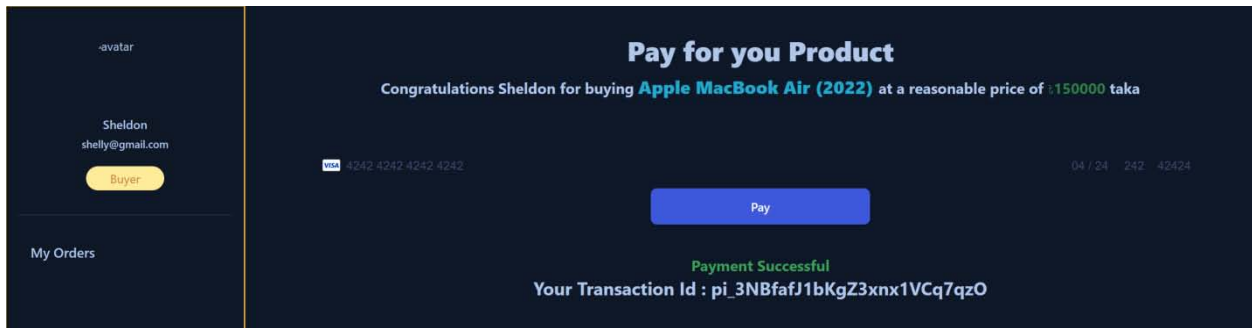 -avatar
Sheldon
shelly@gmail.com
Buyer
My Orders
Pay for you Product
Congratulations Sheldon for buying Apple MacBook Air (2022) at a reasonable price of ৳150000 taka
VISA 4242 4242 4242 4242 04 / 24 242 42424
Pay
Payment Successful
Your Transaction Id : pi_3NBfafJ1bKgZ3xnx1VCq7qzO